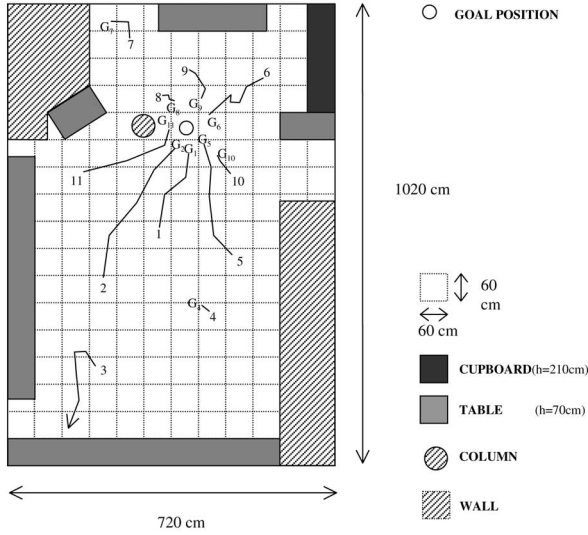 GOAL POSITION
G7
7
9
6
8
G8
G9
G11
G6
G5
G2
G1
G10
11
10
1020 cm
1
5
2
60
cm
G4
4
60 cm
3
CUPBOARD(h=210cm)
TABLE (h=70cm)
COLUMN
WALL
720 cm